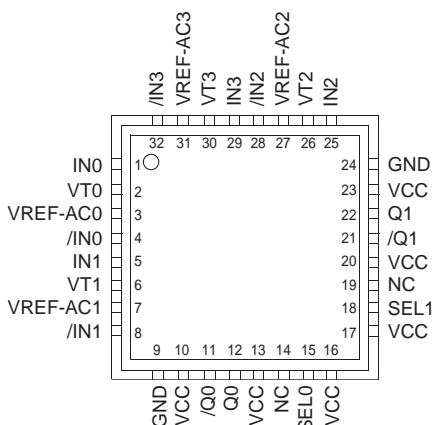 /IN3 VREF-AC3 VT3 IN3 /IN2 VREF-AC2 VT2 IN2
32 31 30 29 28 27 26 25
IN0 1 24 GND
VT0 2 23 VCC
VREF-AC0 3 22 Q1
/IN0 4 21 /Q1
IN1 5 20 VCC
VT1 6 19 NC
VREF-AC1 7 18 SEL1
/IN1 8 17 VCC
9 10 11 12 13 14 15 16
GND VCC /Q0 Q0 VCC NC SEL0 VCC